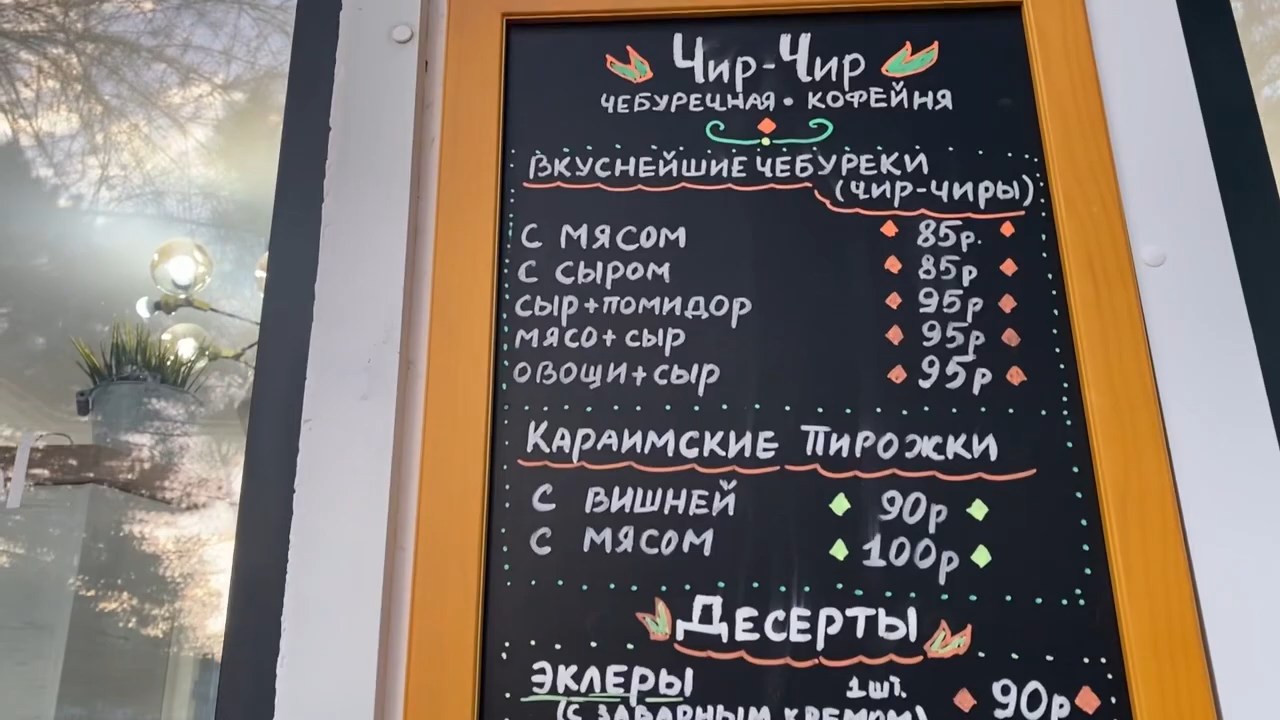 Чир-Чир
ЧЕБУРЕЧНАЯ • КОФЕЙНЯ
ВКУСНЕЙШИЕ ЧЕБУРЕКИ
(ЧИР-ЧИРЫ)
С МЯСОМ 85р.
С СЫРОМ 85р
СЫР+ПОМИДОР 95р
МЯСО+СЫР 95р
ОВОЩИ+СЫР 95р
КАРАИМСКИЕ ПИРОЖКИ
С ВИШНЕЙ 90р
С МЯСОМ 100р
ДЕСЕРТЫ
ЭКЛЕРЫ 1шт. 90р
(С ЗАВАРНЫМ КРЕМОМ)